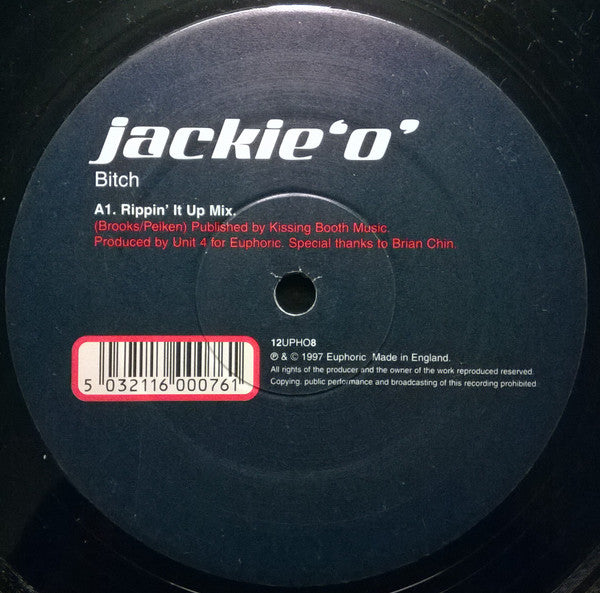 jackie‘o’
Bitch
A1. Rippin’ It Up Mix.
(Brooks/Peiken) Published by Kissing Booth Music.
Produced by Unit 4 for Euphoric. Special thanks to Brian Chin.
12UPHO8
℗ & © 1997 Euphoric Made in England.
All rights of the producer and the owner of the work reproduced reserved.
Copying, public performance and broadcasting of this recording prohibited
5 032116 000761